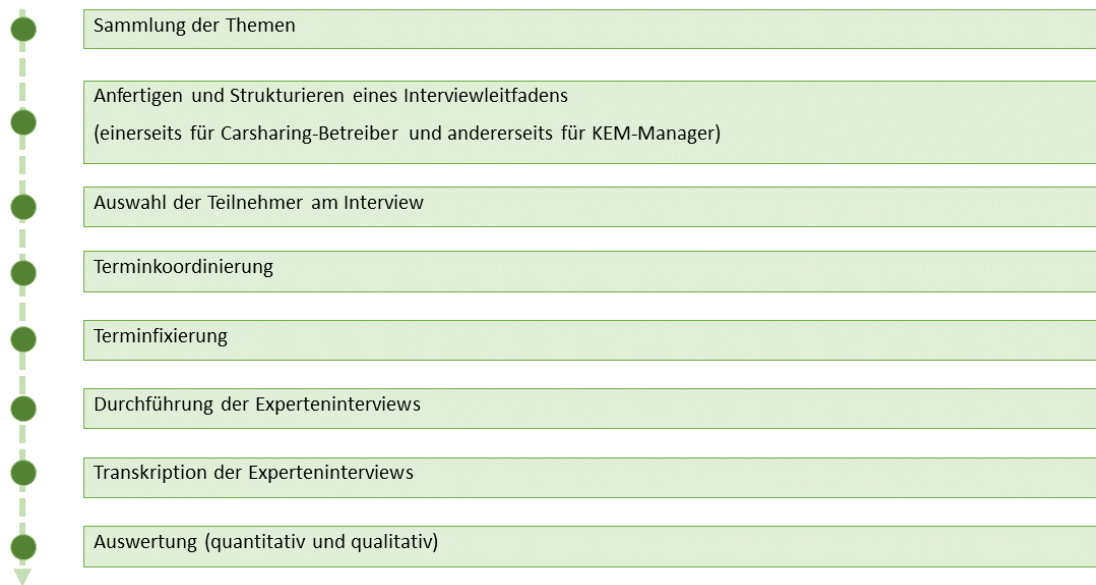 Sammlung der Themen
Anfertigen und Strukturieren eines Interviewleitfadens
(einerseits für Carsharing-Betreiber und andererseits für KEM-Manager)
Auswahl der Teilnehmer am Interview
Terminkoordinierung
Terminfixierung
Durchführung der Experteninterviews
Transkription der Experteninterviews
Auswertung (quantitativ und qualitativ)